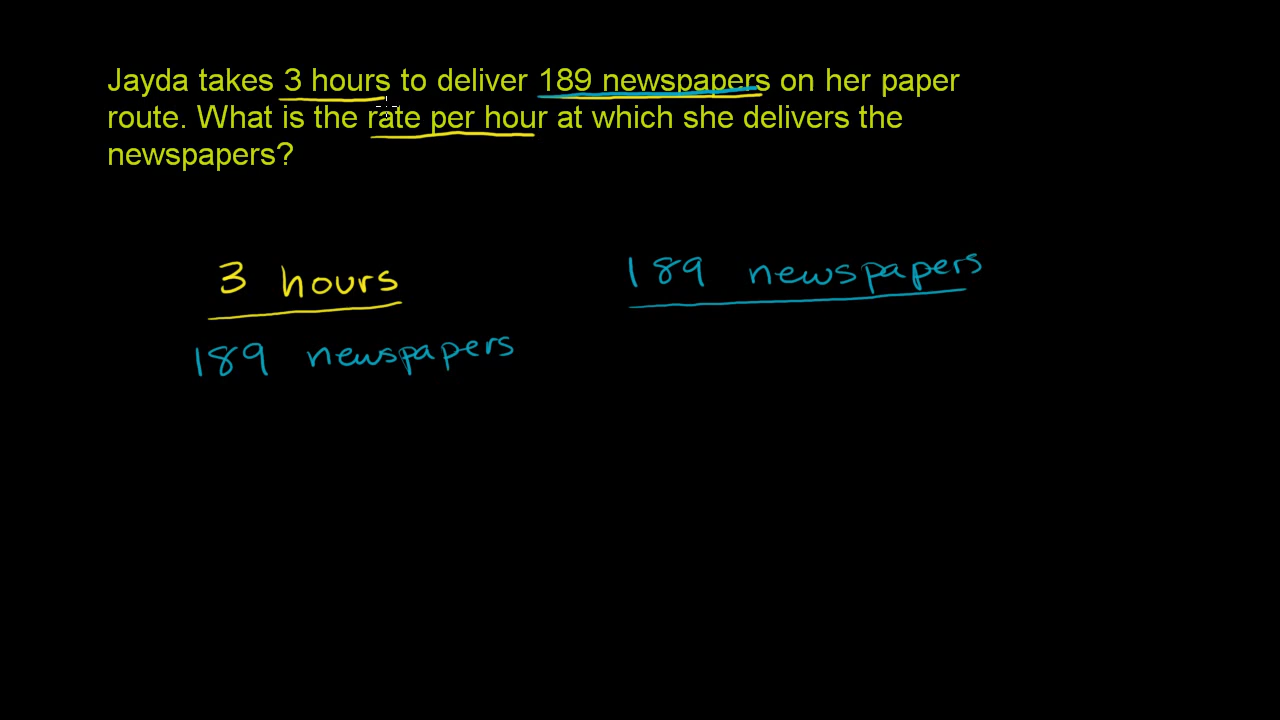 Jayda takes 3 hours to deliver 189 newspapers on her paper
route. What is the rate per hour at which she delivers the
newspapers?
3 hours
189 newspapers
189 newspapers